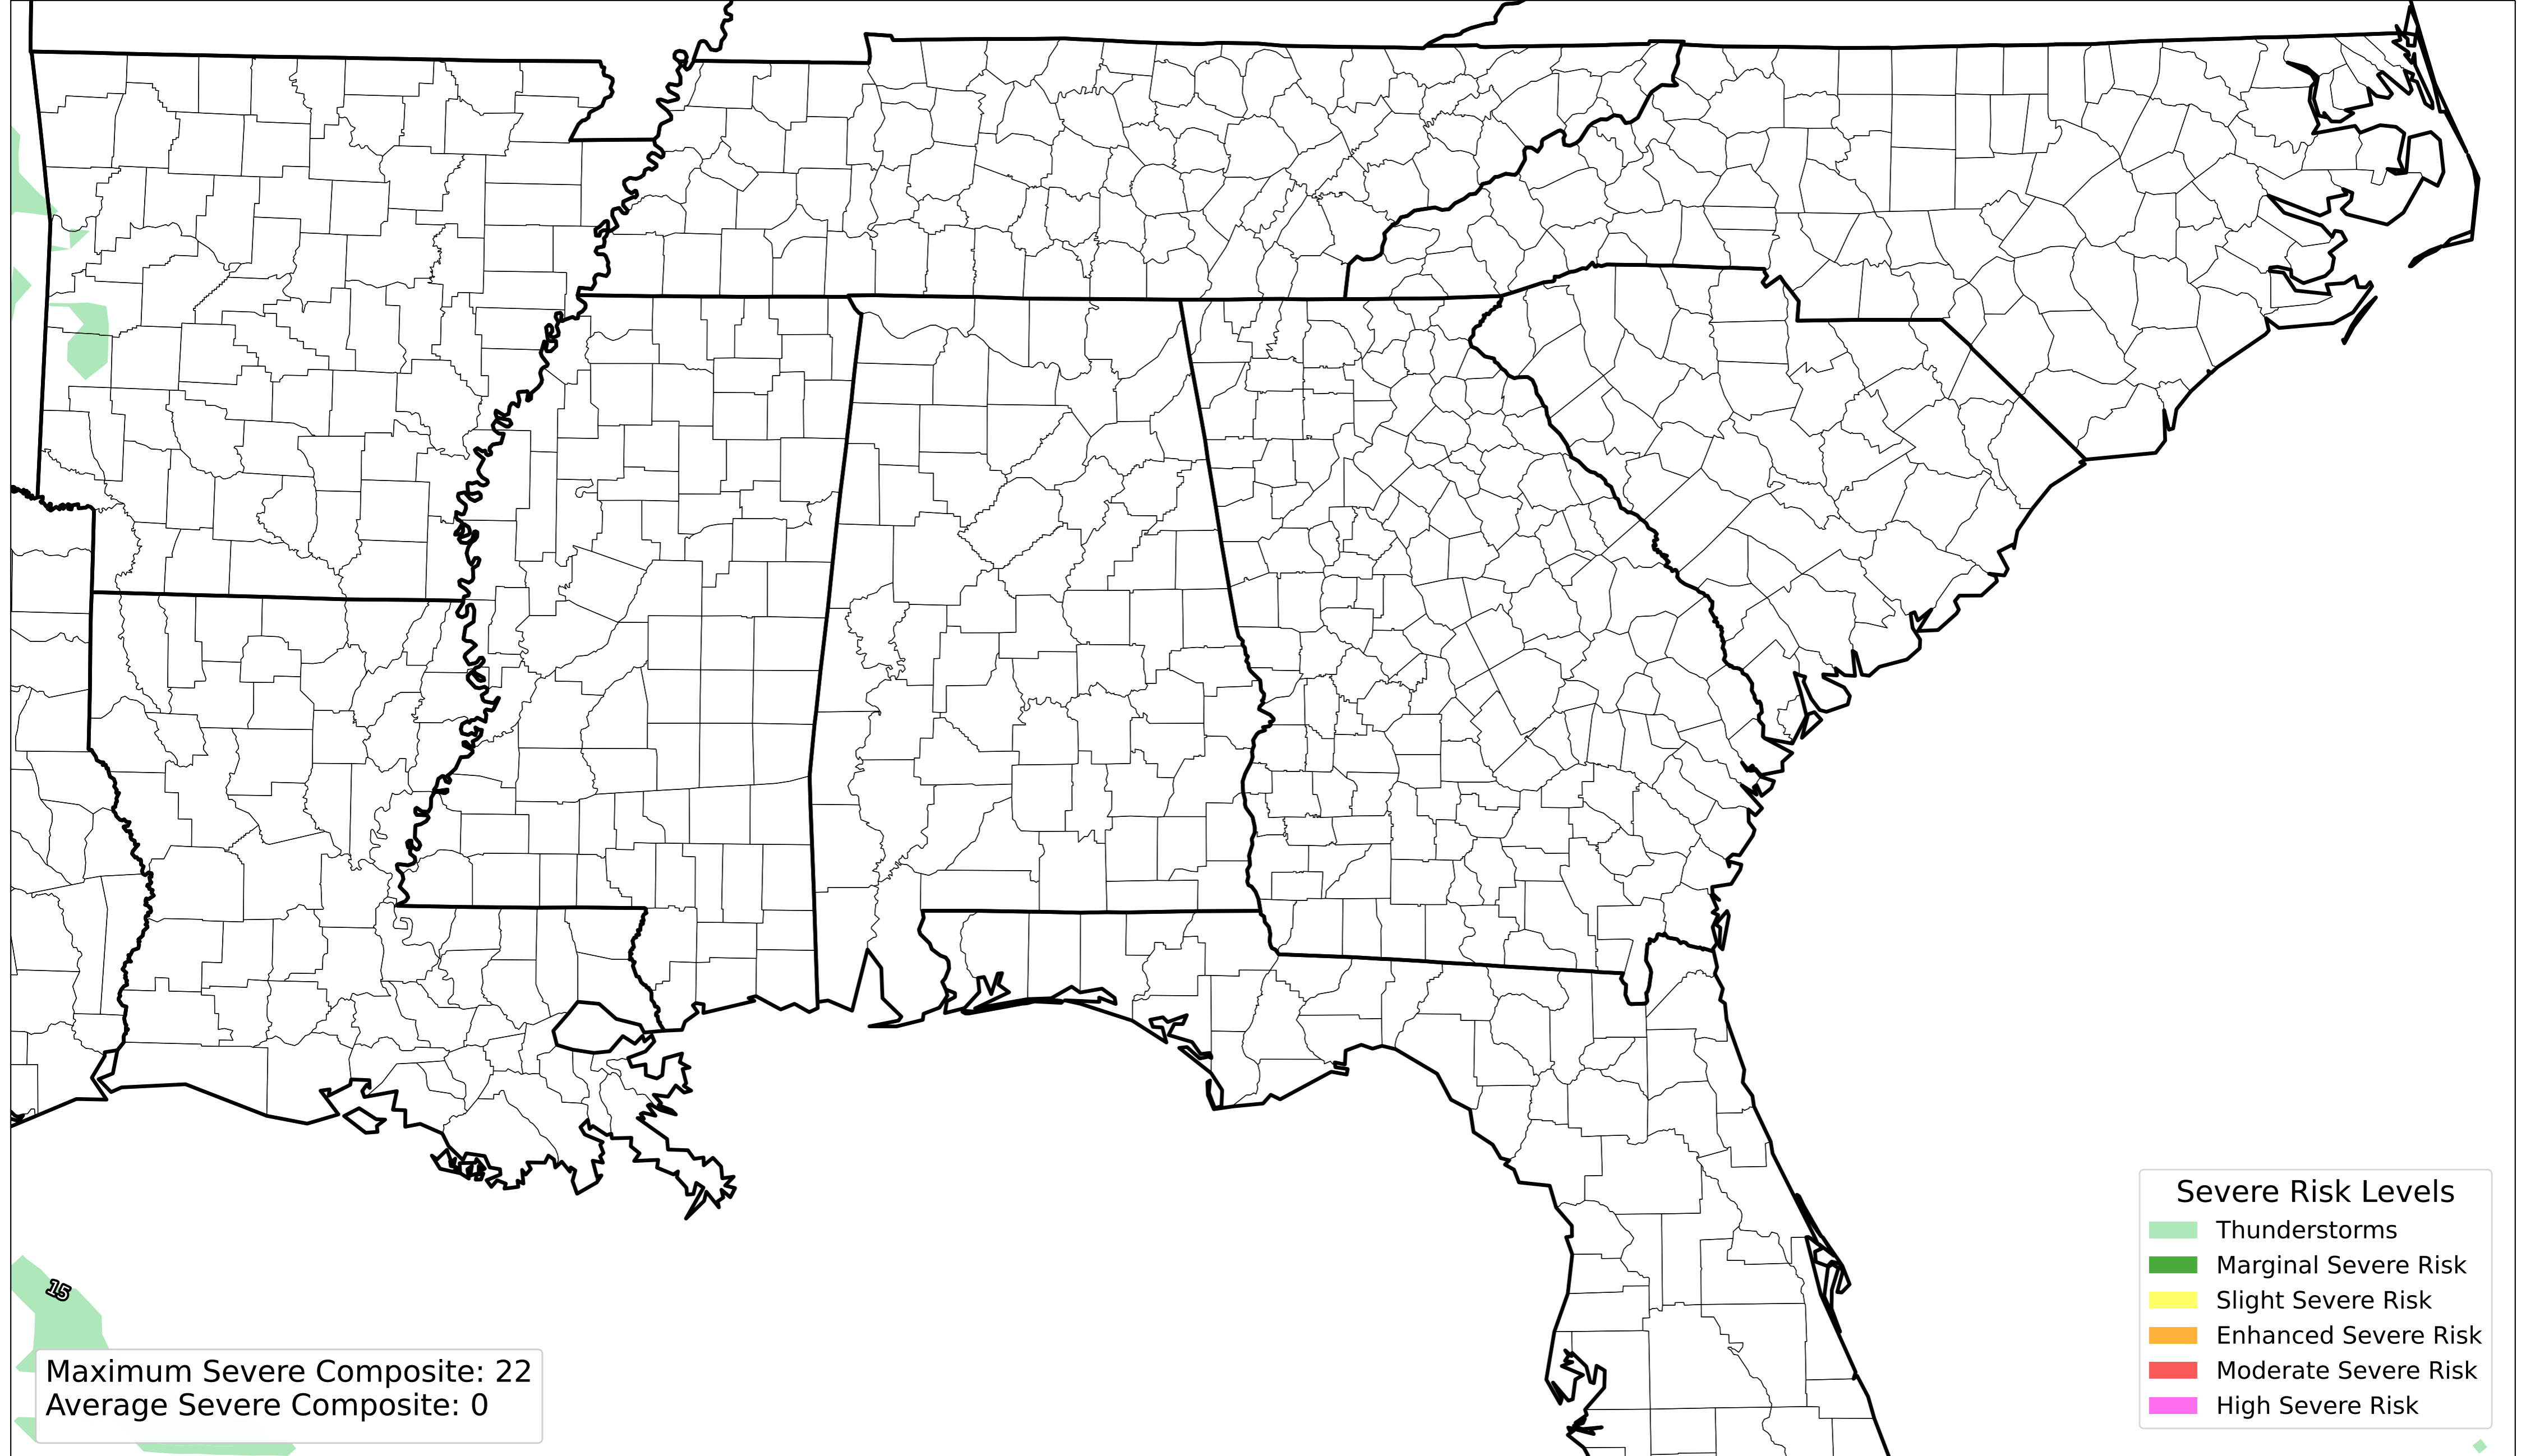 Severe Risk Levels
Thunderstorms
Marginal Severe Risk
Slight Severe Risk
Enhanced Severe Risk
Moderate Severe Risk
High Severe Risk
15
Maximum Severe Composite: 22
Average Severe Composite: 0